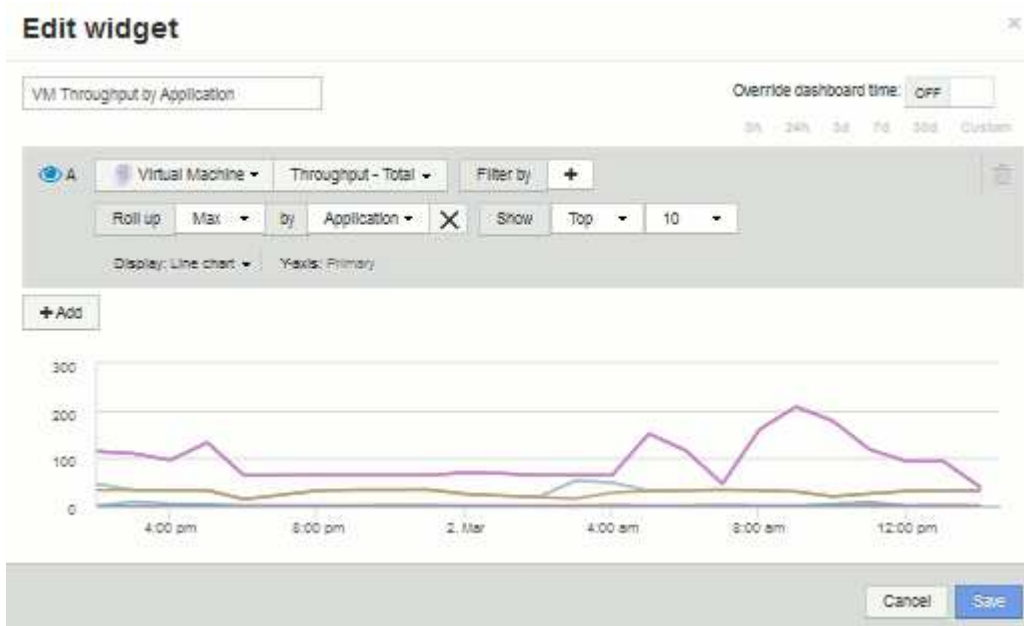 Edit widget
×
VM Throughput by Application
Override dashboard time: OFF
3h 24h 3d 7d 30d Custom
A Virtual Machine Throughput - Total Filter by +
Roll up Max by Application X Show Top 10
Display: Line chart Y-axis: Primary
+ Add
300
200
100
0
4:00 pm 8:00 pm 2. Mar 4:00 am 8:00 am 12:00 pm
Cancel Save